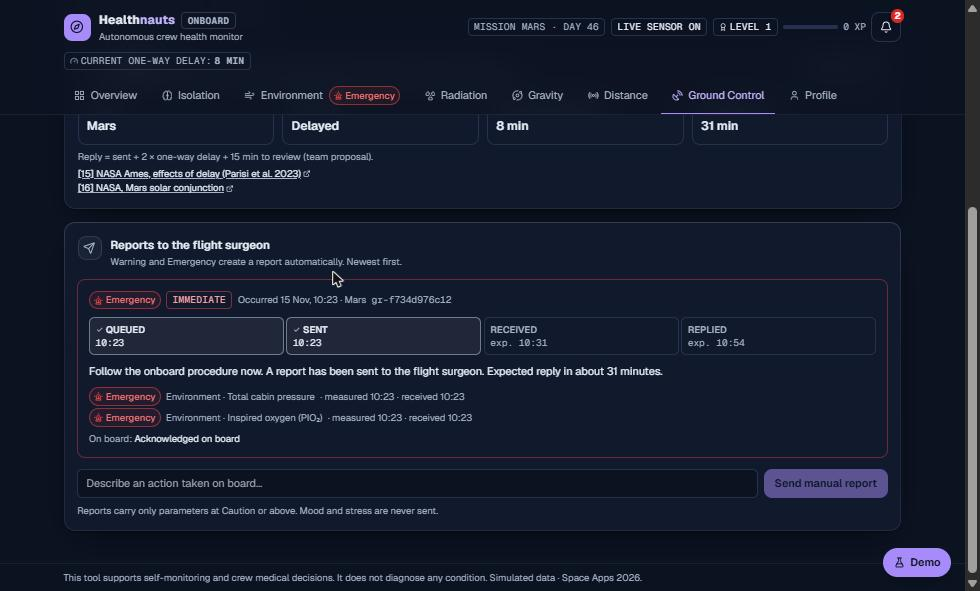 Healthnauts ONBOARD
Autonomous crew health monitor
MISSION MARS · DAY 46 LIVE SENSOR ON LEVEL 1 0 XP 2
CURRENT ONE-WAY DELAY: 8 MIN
Overview Isolation Environment Emergency Radiation Gravity Distance Ground Control Profile
Mars Delayed 8 min 31 min
Reply = sent + 2 × one-way delay + 15 min to review (team proposal).
[15] NASA Ames, effects of delay (Parisi et al. 2023)
[16] NASA, Mars solar conjunction
Reports to the flight surgeon
Warning and Emergency create a report automatically. Newest first.
Emergency IMMEDIATE Occurred 15 Nov, 10:23 · Mars gr-f734d976c12
✓ QUEUED ✓ SENT RECEIVED REPLIED
10:23 10:23 exp. 10:31 exp. 10:54
Follow the onboard procedure now. A report has been sent to the flight surgeon. Expected reply in about 31 minutes.
Emergency Environment · Total cabin pressure · measured 10:23 · received 10:23
Emergency Environment · Inspired oxygen (PIO₂) · measured 10:23 · received 10:23
On board: Acknowledged on board
Describe an action taken on board… Send manual report
Reports carry only parameters at Caution or above. Mood and stress are never sent.
Demo
This tool supports self-monitoring and crew medical decisions. It does not diagnose any condition. Simulated data · Space Apps 2026.